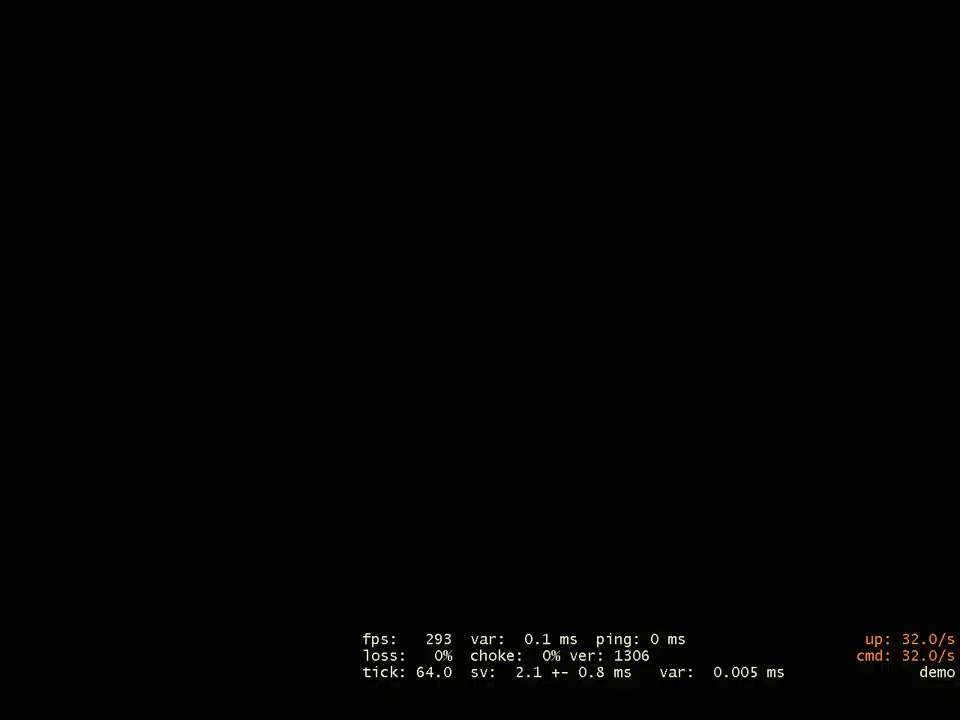 fps: 293 var: 0.1 ms ping: 0 ms up: 32.0/s
loss: 0% choke: 0% ver: 1306 cmd: 32.0/s
tick: 64.0 sv: 2.1 +- 0.8 ms var: 0.005 ms demo